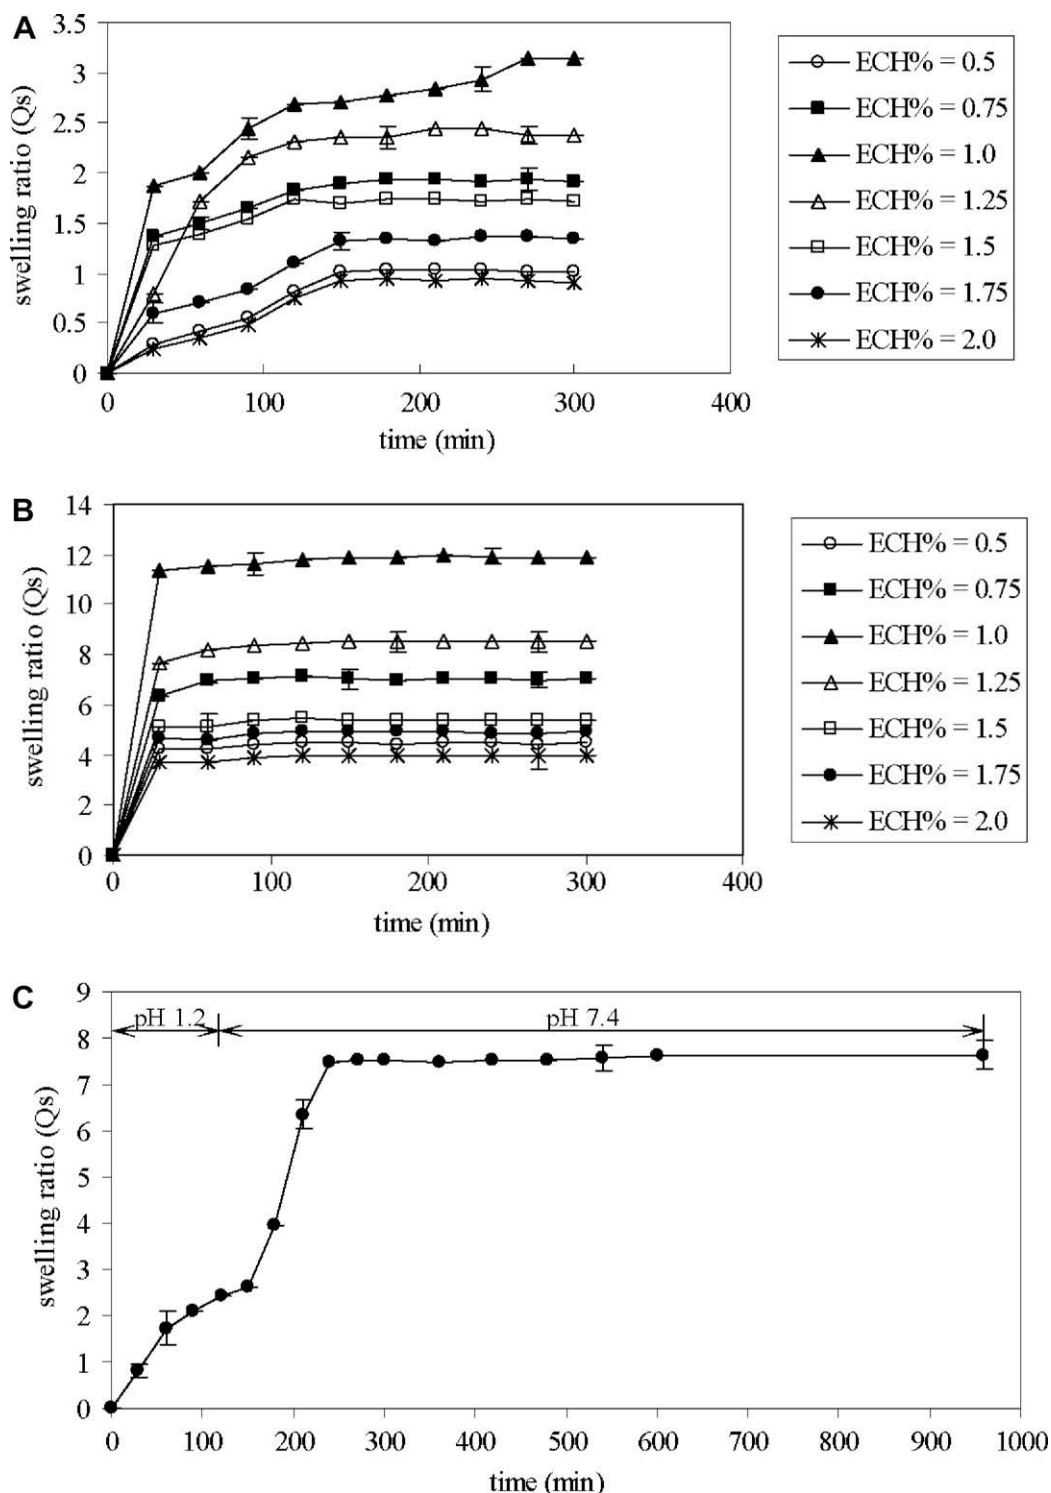 A
3.5
3
2.5
2
1.5
1
0.5
0
swelling ratio (Qs)
0 100 200 300 400
time (min)
ECH% = 0.5
ECH% = 0.75
ECH% = 1.0
ECH% = 1.25
ECH% = 1.5
ECH% = 1.75
ECH% = 2.0
B
14
12
10
8
6
4
2
0
swelling ratio (Qs)
0 100 200 300 400
time (min)
ECH% = 0.5
ECH% = 0.75
ECH% = 1.0
ECH% = 1.25
ECH% = 1.5
ECH% = 1.75
ECH% = 2.0
C
9
8
7
6
5
4
3
2
1
0
swelling ratio (Qs)
pH 1.2 pH 7.4
0 100 200 300 400 500 600 700 800 900 1000
time (min)